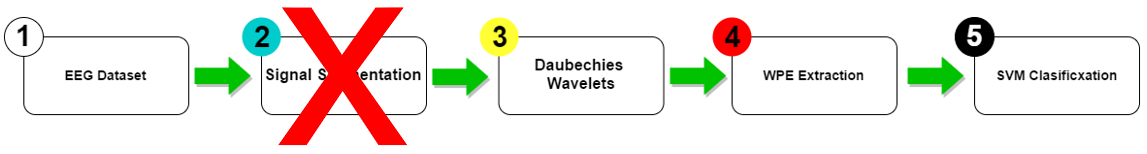 1
EEG Dataset
2
Signal
3
Daubechies
Wavelets
4
WPE Extraction
5
SVM Clasificxation